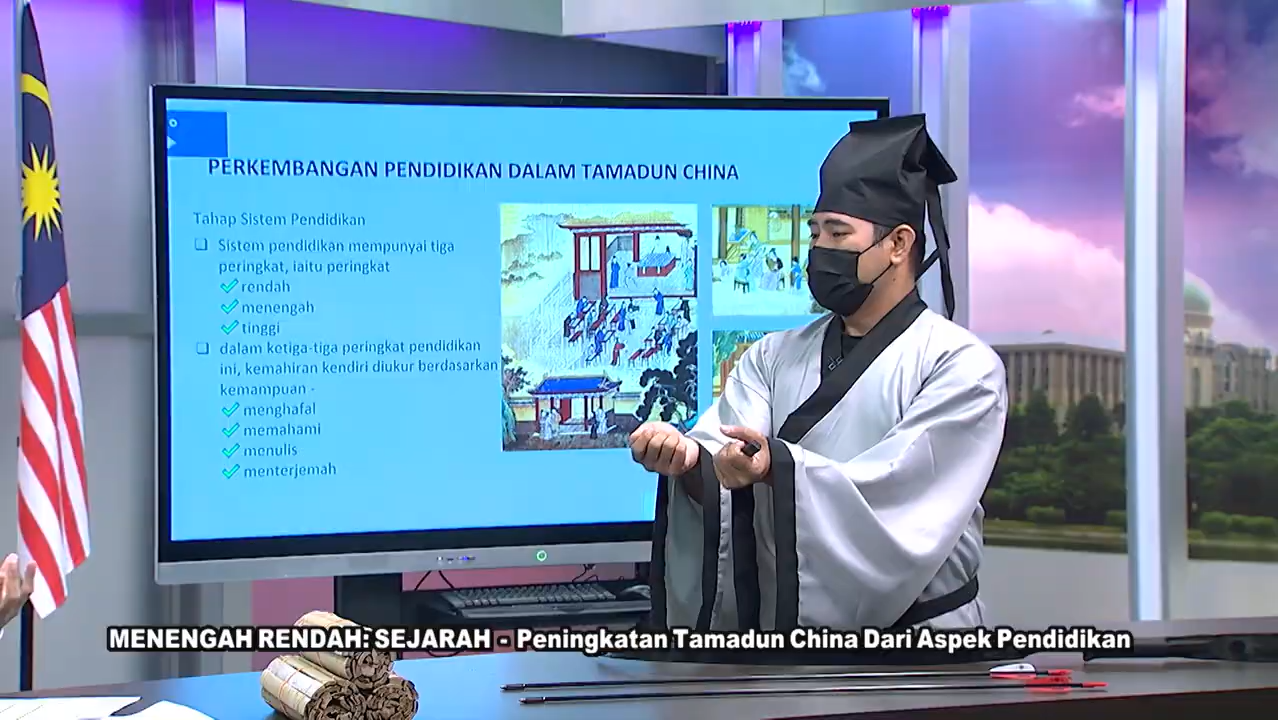 PERKEMBANGAN PENDIDIKAN DALAM TAMADUN CHINA
Tahap Sistem Pendidikan
Sistem pendidikan mempunyai tiga
peringkat, iaitu peringkat
rendah
menengah
tinggi
dalam ketiga-tiga peringkat pendidikan
ini, kemahiran kendiri diukur berdasarkan
kemampuan -
menghafal
memahami
menulis
menterjemah
MENENGAH RENDAH: SEJARAH - Peningkatan Tamadun China Dari Aspek Pendidikan